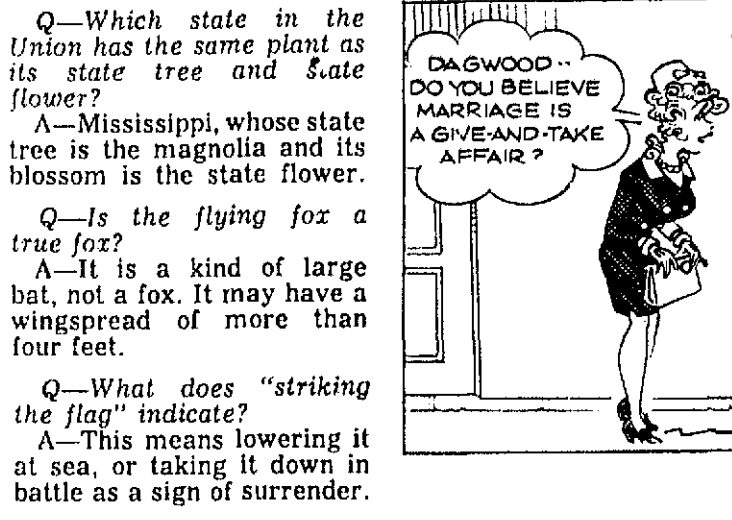 Q—Which state in the
Union has the same plant as
its state tree and state
flower?
A—Mississippi, whose state
tree is the magnolia and its
blossom is the state flower.
Q—Is the flying fox a
true fox?
A—It is a kind of large
bat, not a fox. It may have a
wingspread of more than
four feet.
Q—What does "striking
the flag" indicate?
A—This means lowering it
at sea, or taking it down in
battle as a sign of surrender.
DAGWOOD--
DO YOU BELIEVE
MARRIAGE IS
A GIVE-AND-TAKE
AFFAIR?